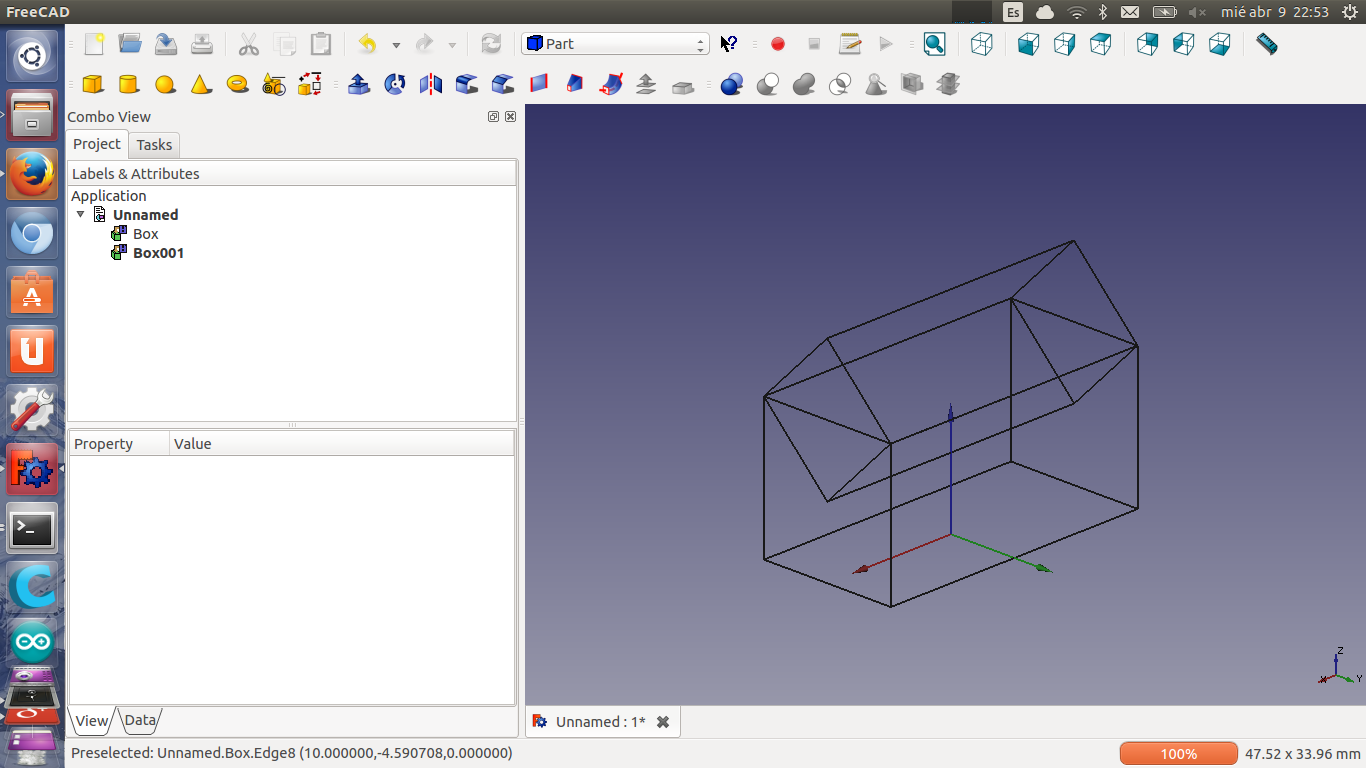 FreeCAD
Es
mié abr 9 22:53
Part
Combo View
Project
Tasks
Labels & Attributes
Application
Unnamed
Box
Box001
Property
Value
View
Data
Z
X
Y
Unnamed : 1*
Preselected: Unnamed.Box.Edge8 (10.000000,-4.590708,0.000000)
100%
47.52 x 33.96 mm